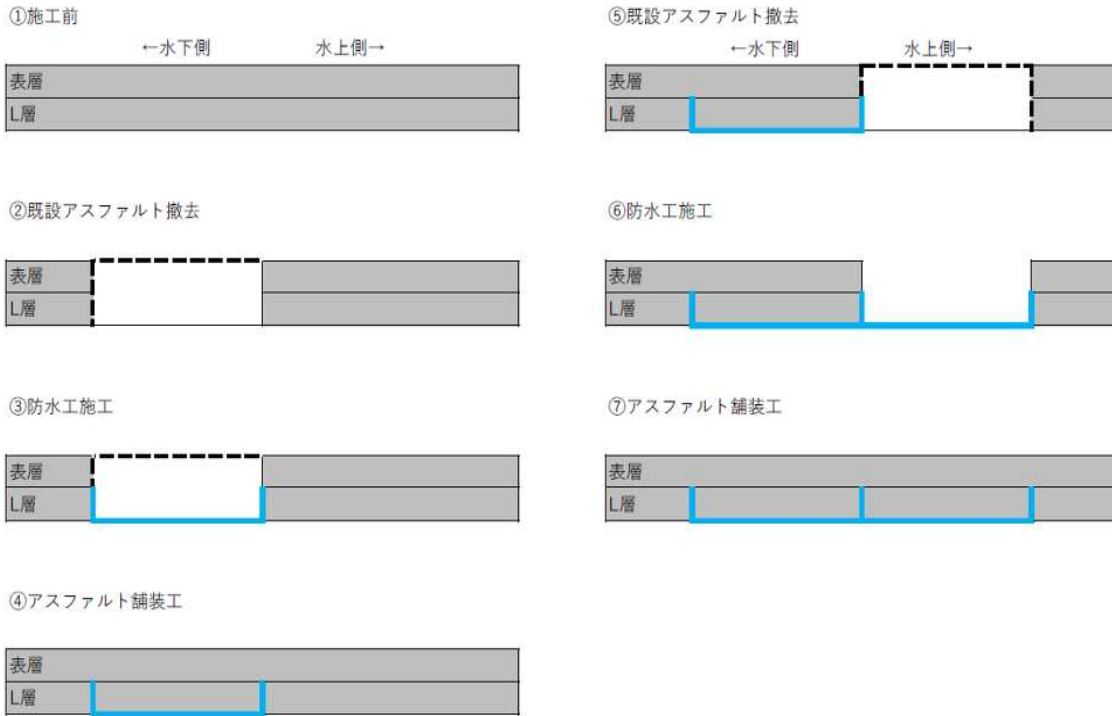 ①施工前
←水下側 水上側→
表層
L層
②既設アスファルト撤去
表層
L層
③防水工施工
表層
L層
④アスファルト舗装工
表層
L層
⑤既設アスファルト撤去
←水下側 水上側→
表層
L層
⑥防水工施工
表層
L層
⑦アスファルト舗装工
表層
L層